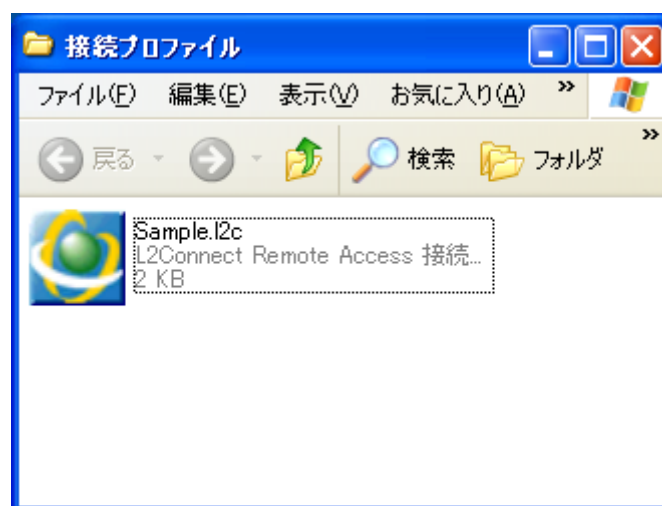 接続プロファイル
ファイル(F) 編集(E) 表示(V) お気に入り(A) »
戻る 検索 フォルダ »
Sample.l2c
L2Connect Remote Access 接続...
2 KB